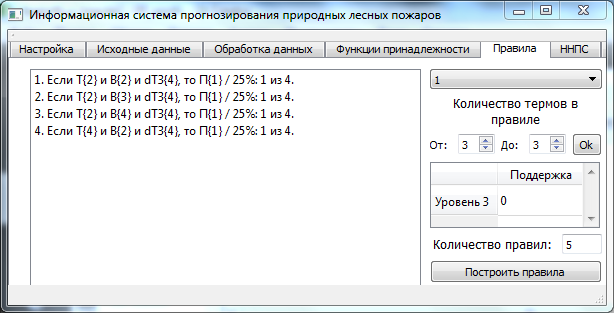 Информационная система прогнозирования природных лесных пожаров
Настройка Исходные данные Обработка данных Функции принадлежности Правила ННПС
1. Если T{2} и B{2} и dT3{4}, то П{1} / 25%: 1 из 4.
2. Если T{2} и B{3} и dT3{4}, то П{1} / 25%: 1 из 4.
3. Если T{2} и B{4} и dT3{4}, то П{1} / 25%: 1 из 4.
4. Если T{4} и B{2} и dT3{4}, то П{1} / 25%: 1 из 4.
1
Количество термов в
правиле
От: 3 До: 3 Ok
Поддержка
Уровень 3 0
Количество правил: 5
Построить правила